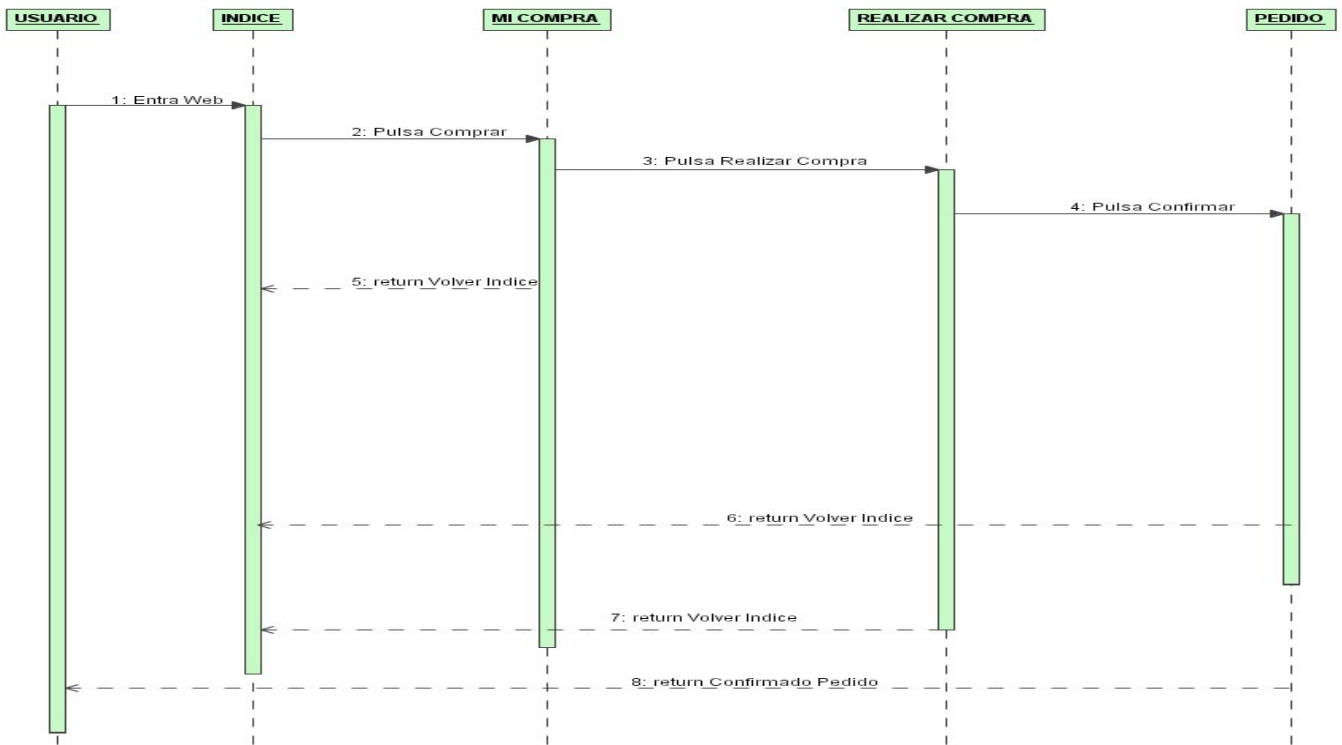 USUARIO
INDICE
MI COMPRA
REALIZAR COMPRA
PEDIDO
1: Entra Web
2: Pulsa Comprar
3: Pulsa Realizar Compra
4: Pulsa Confirmar
5: return Volver Indice
6: return Volver Indice
7: return Volver Indice
8: return Confirmado Pedido